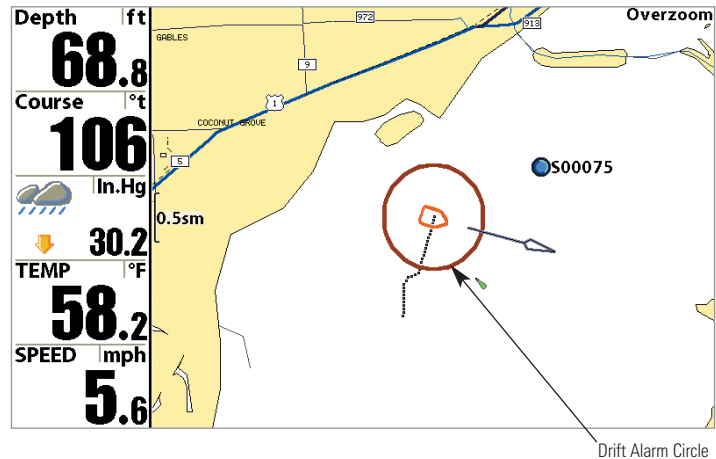 Depth ft
68.8
Course °t
106
In.Hg
30.2
TEMP °F
58.2
SPEED mph
5.6
Overzoom
972
913
GABLES
9
1
COCONUT GROVE
5
S00075
0.5sm
Drift Alarm Circle